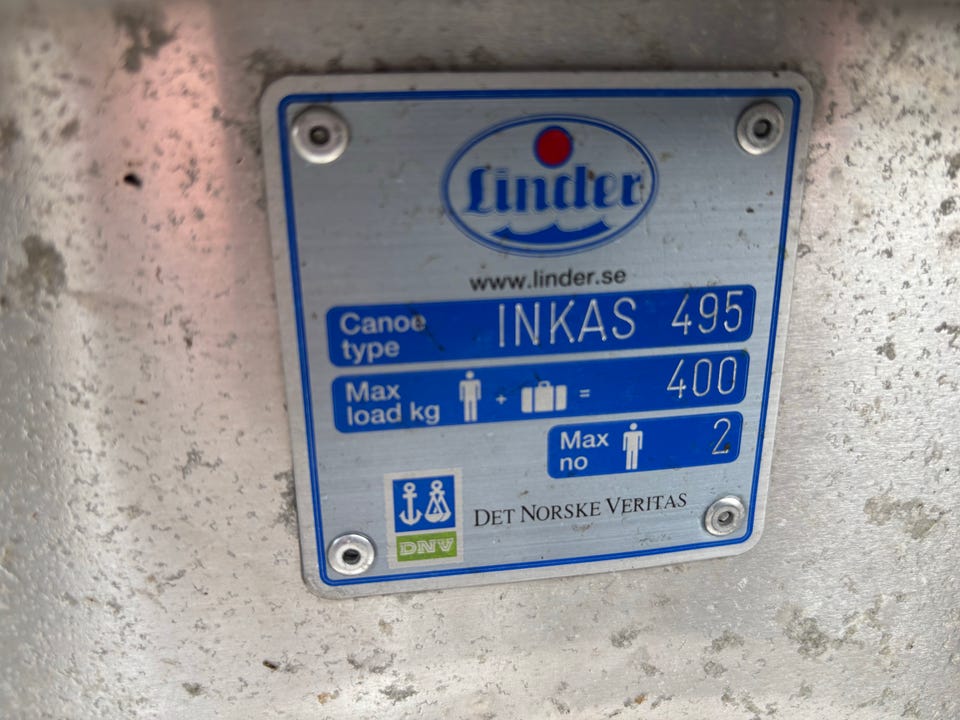 Linder
www.linder.se
Canoe type INKAS 495
Max load kg + = 400
Max no 2
DNV
DET NORSKE VERITAS